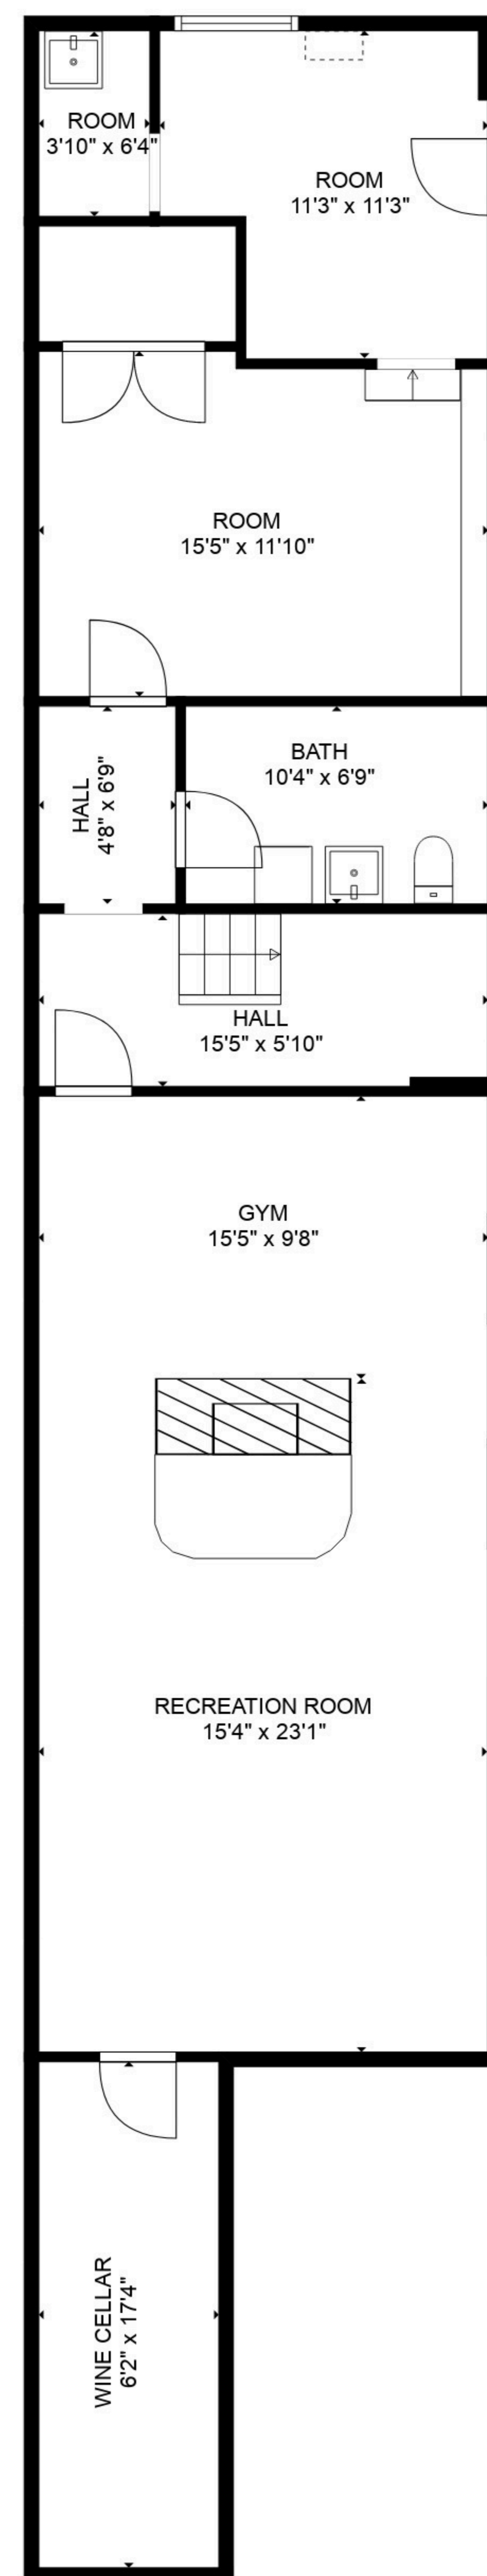 ROOM
3'10" x 6'4"
ROOM
11'3" x 11'3"
ROOM
15'5" x 11'10"
HALL
4'8" x 6'9"
BATH
10'4" x 6'9"
HALL
15'5" x 5'10"
GYM
15'5" x 9'8"
RECREATION ROOM
15'4" x 23'1"
WINE CELLAR
6'2" x 17'4"